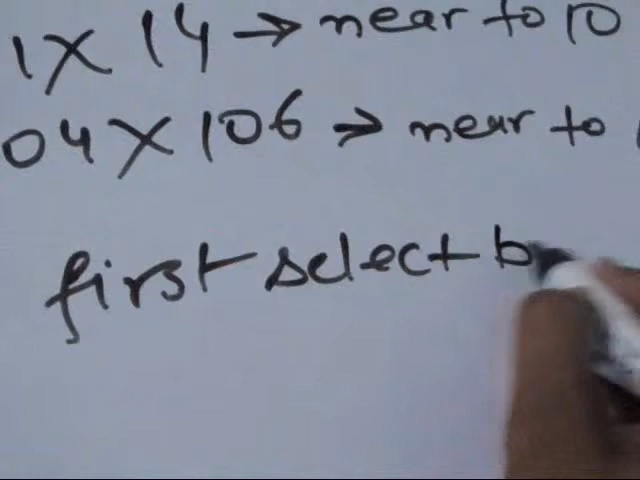 1 X 14 → near to 10
04 X 106 → near to
first select b